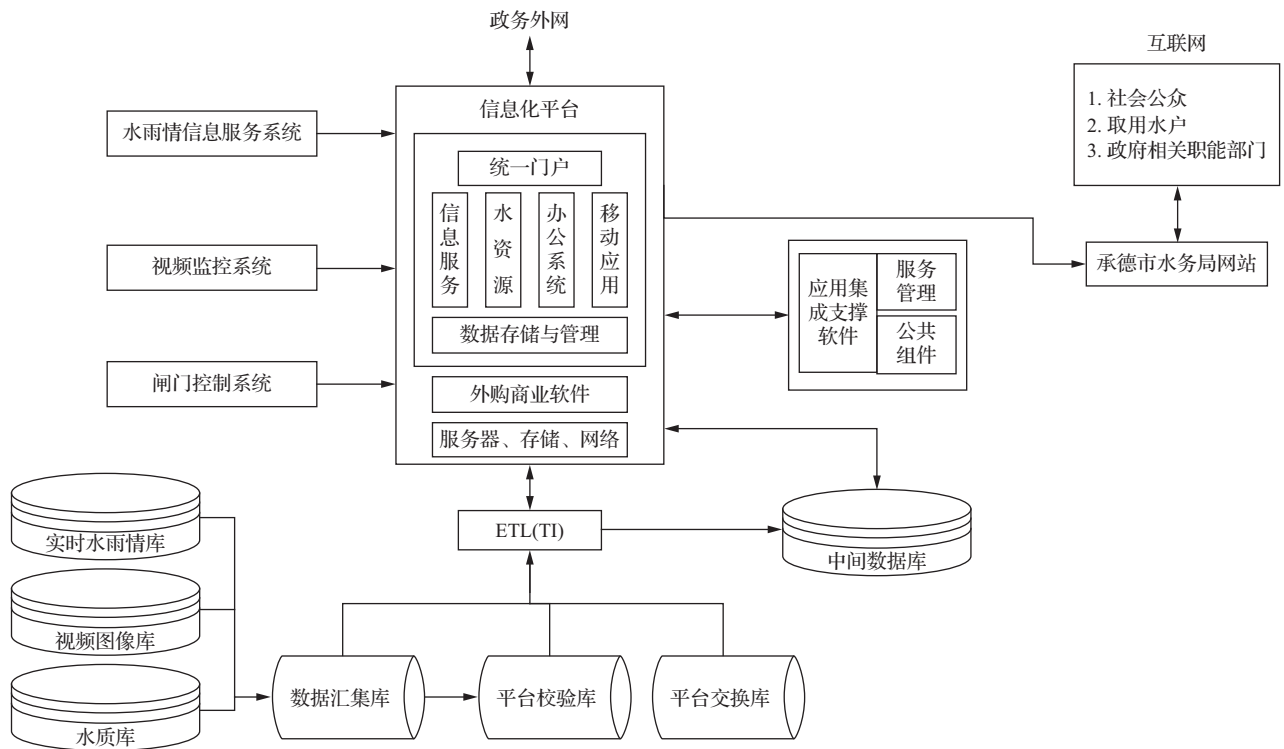 政务外网
互联网
1. 社会公众
2. 取用水户
3. 政府相关职能部门
水雨情信息服务系统
视频监控系统
闸门控制系统
信息化平台
统一门户
信息服务
水资源
办公系统
移动应用
数据存储与管理
外购商业软件
服务器、存储、网络
应用集
成支撑
软件
服务
管理
公共
组件
承德市水务局网站
ETL(TI)
中间数据库
实时水雨情库
视频图像库
水质库
数据汇集库
平台校验库
平台交换库